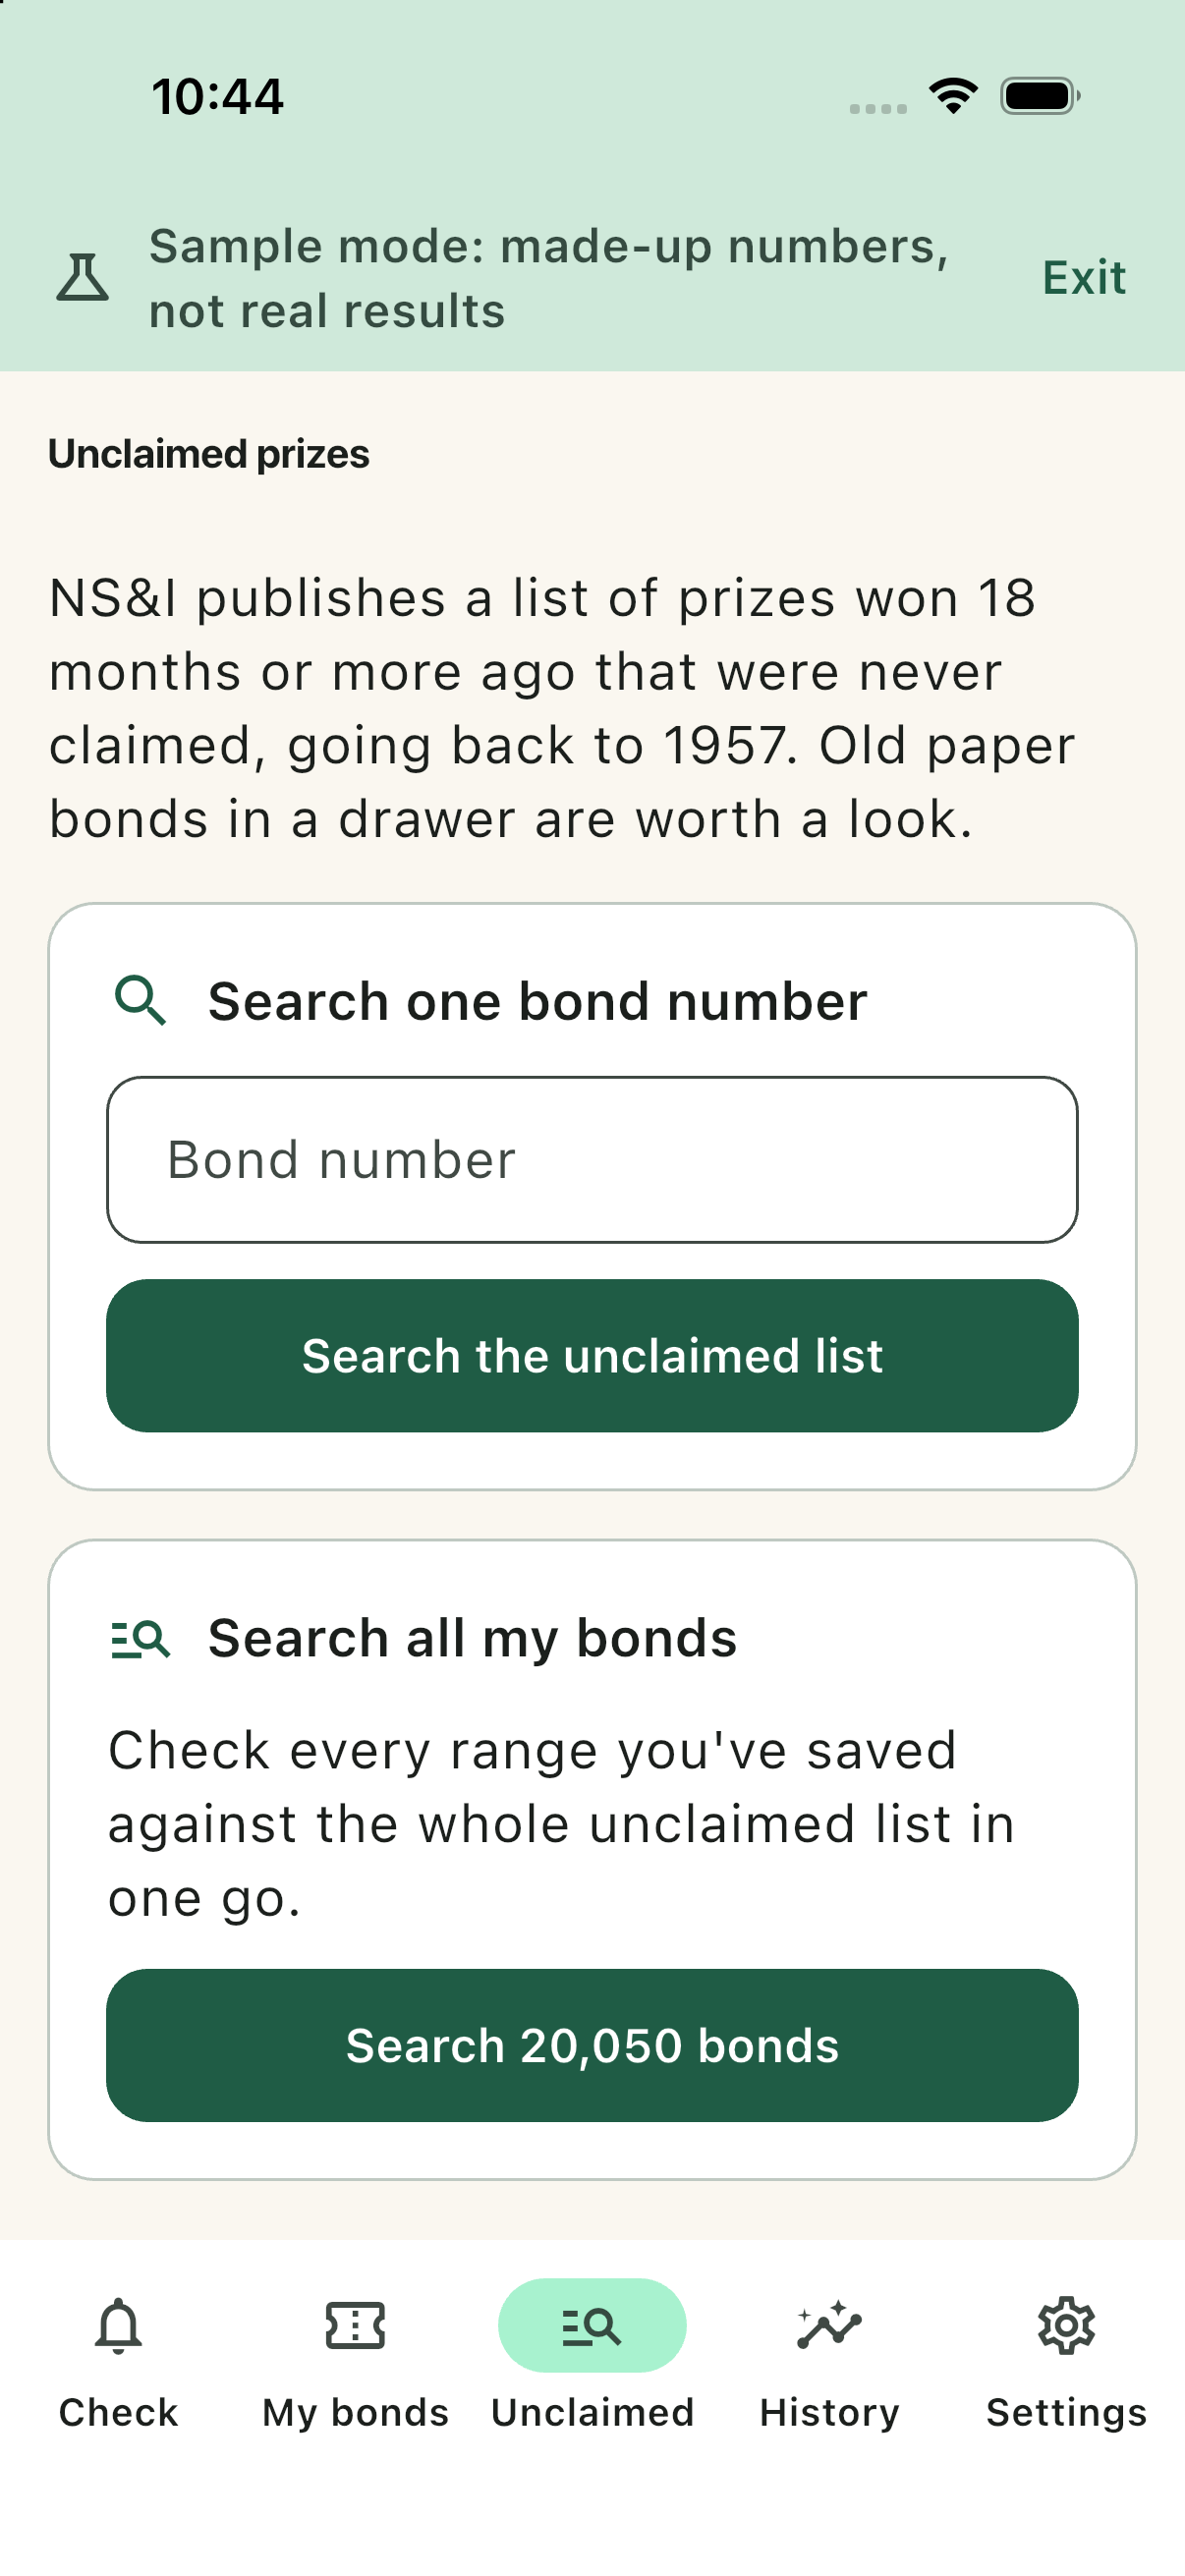 10:44
Sample mode: made-up numbers,
not real results
Exit
Unclaimed prizes
NS&I publishes a list of prizes won 18
months or more ago that were never
claimed, going back to 1957. Old paper
bonds in a drawer are worth a look.
Search one bond number
Bond number
Search the unclaimed list
Search all my bonds
Check every range you've saved
against the whole unclaimed list in
one go.
Search 20,050 bonds
Check My bonds Unclaimed History Settings